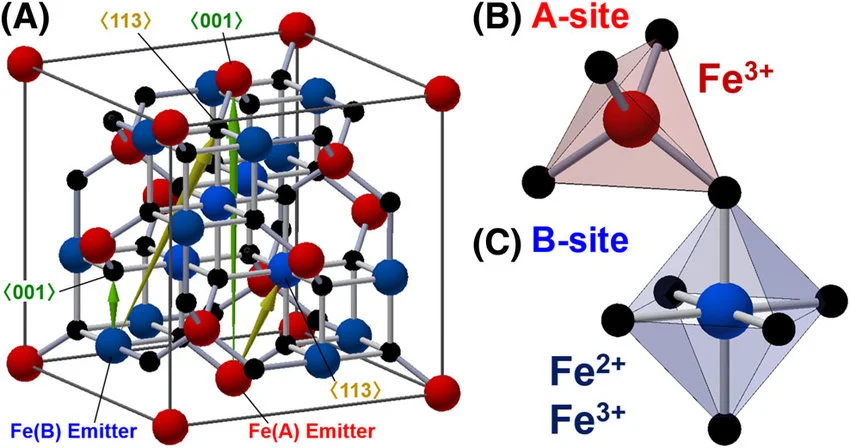 (A)
⟨113⟩
⟨001⟩
⟨001⟩
⟨113⟩
Fe(B) Emitter
Fe(A) Emitter
(B) A-site
Fe³⁺
(C) B-site
Fe²⁺
Fe³⁺